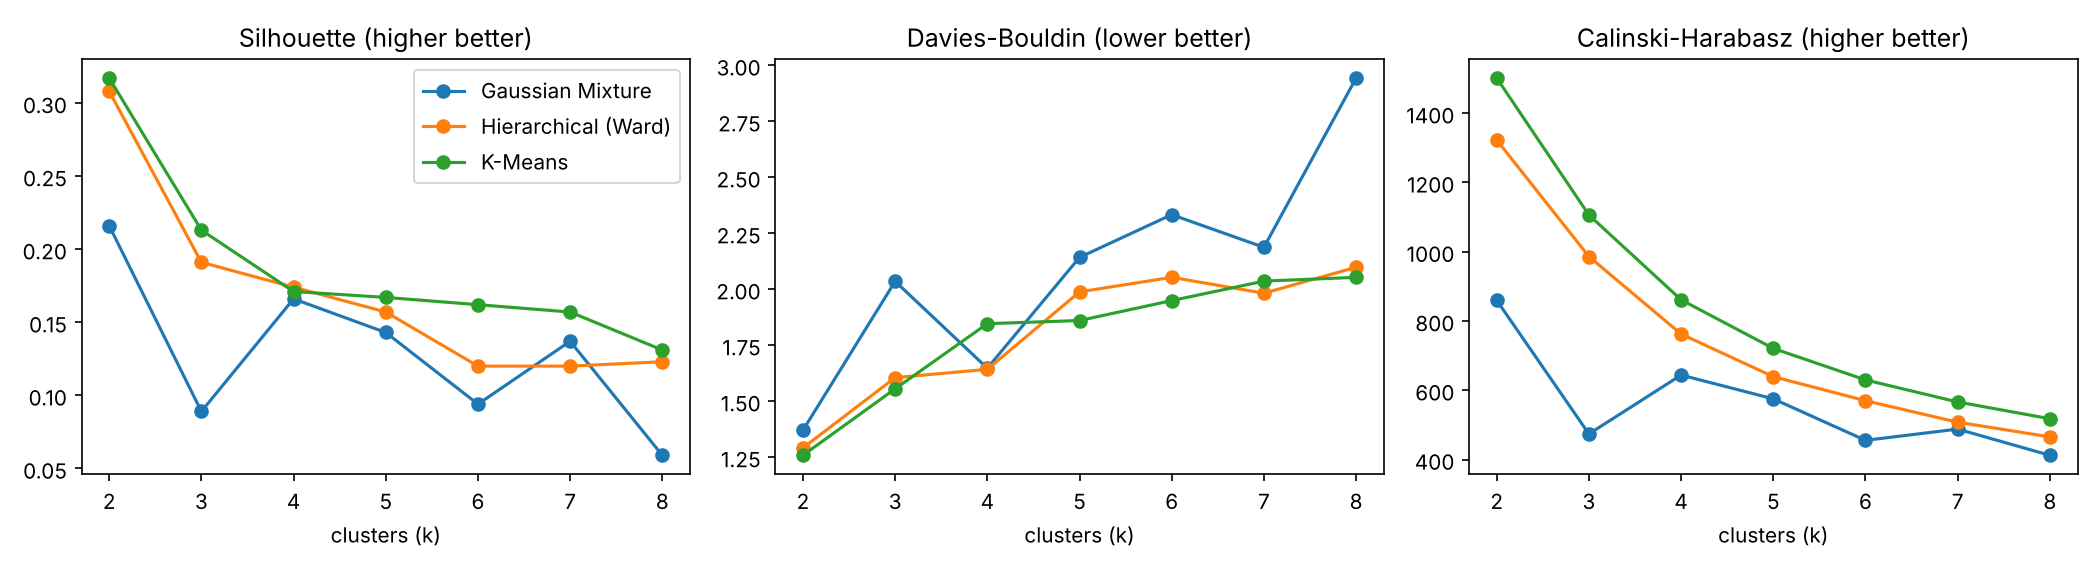 Silhouette (higher better)
0.30
0.25
0.20
0.15
0.10
0.05
Gaussian Mixture
Hierarchical (Ward)
K-Means
2 3 4 5 6 7 8
clusters (k)
Davies-Bouldin (lower better)
3.00
2.75
2.50
2.25
2.00
1.75
1.50
1.25
2 3 4 5 6 7 8
clusters (k)
Calinski-Harabasz (higher better)
1400
1200
1000
800
600
400
2 3 4 5 6 7 8
clusters (k)